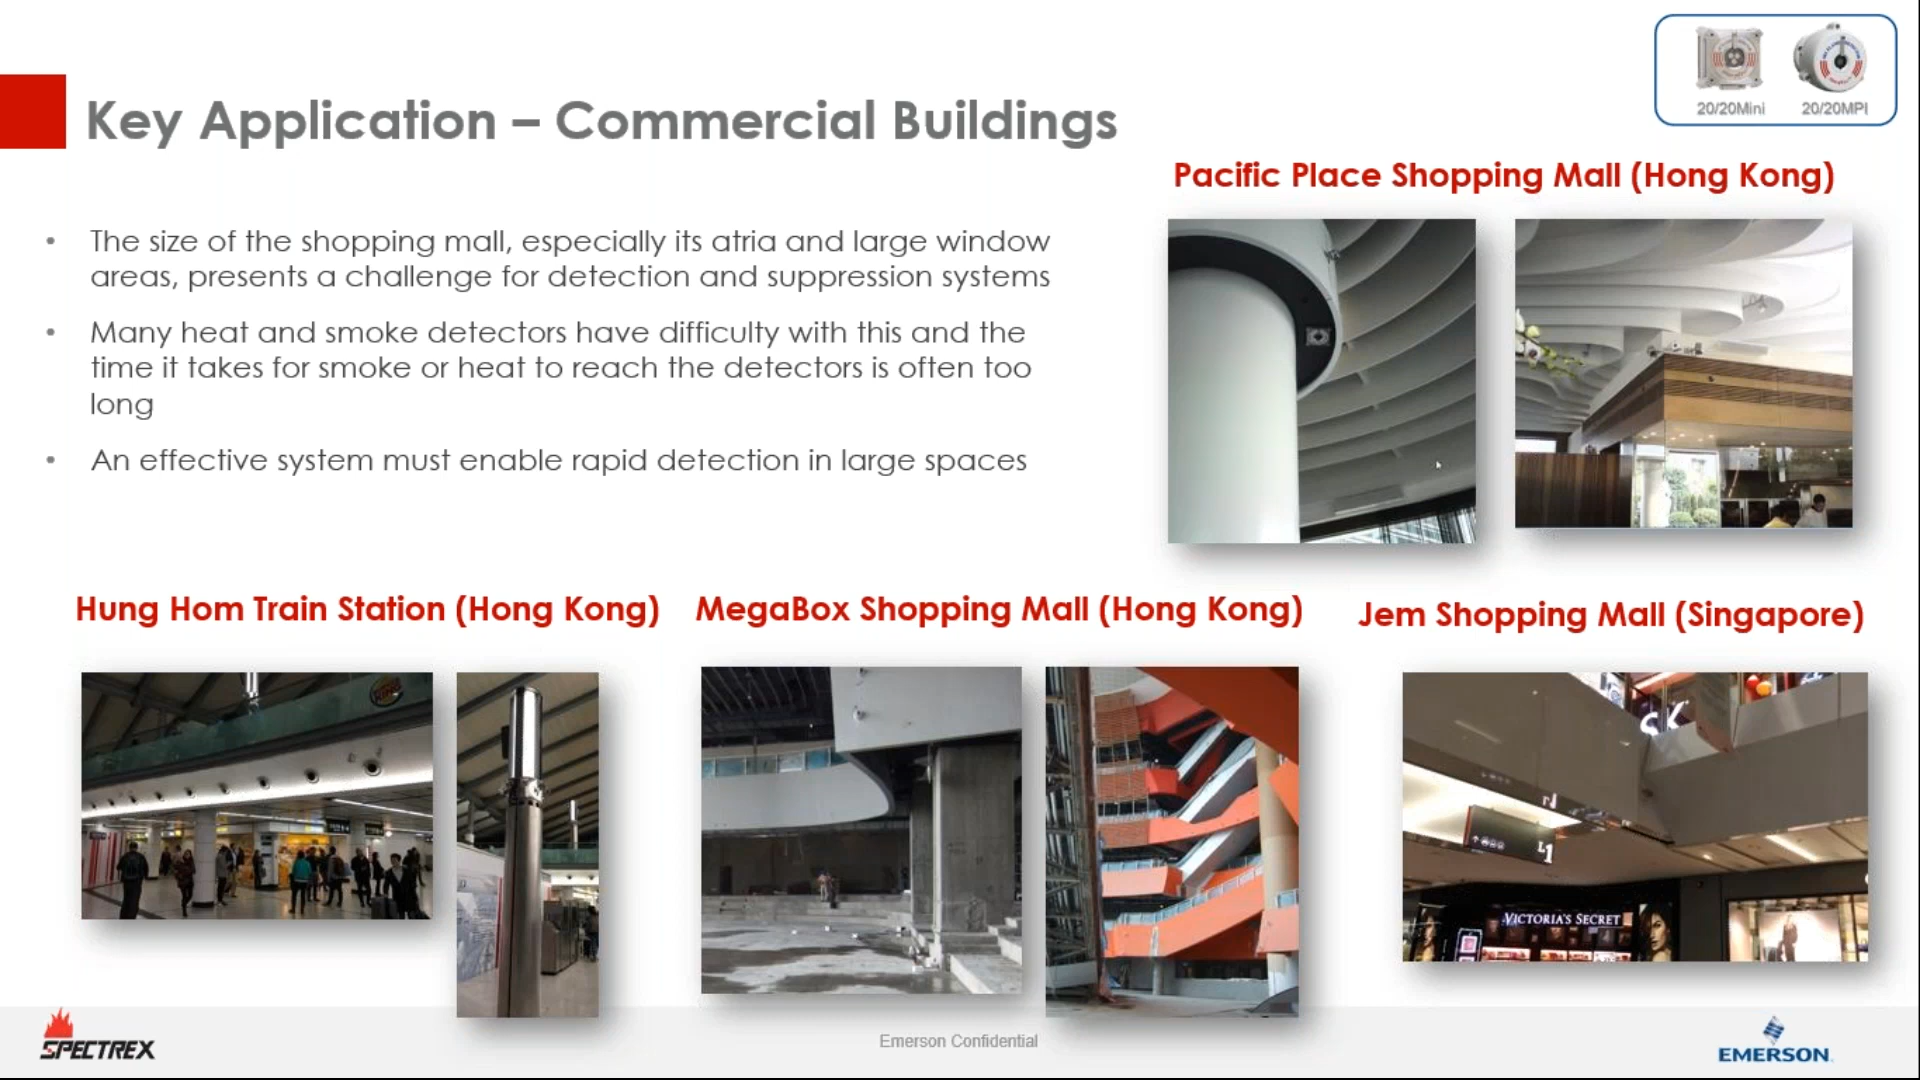 20/20Mini
20/20MPI
Key Application – Commercial Buildings
Pacific Place Shopping Mall (Hong Kong)
• The size of the shopping mall, especially its atria and large window
areas, presents a challenge for detection and suppression systems
• Many heat and smoke detectors have difficulty with this and the
time it takes for smoke or heat to reach the detectors is often too
long
• An effective system must enable rapid detection in large spaces
Hung Hom Train Station (Hong Kong)
MegaBox Shopping Mall (Hong Kong)
Jem Shopping Mall (Singapore)
L1
VICTORIA'S SECRET
SPECTREX
Emerson Confidential
EMERSON